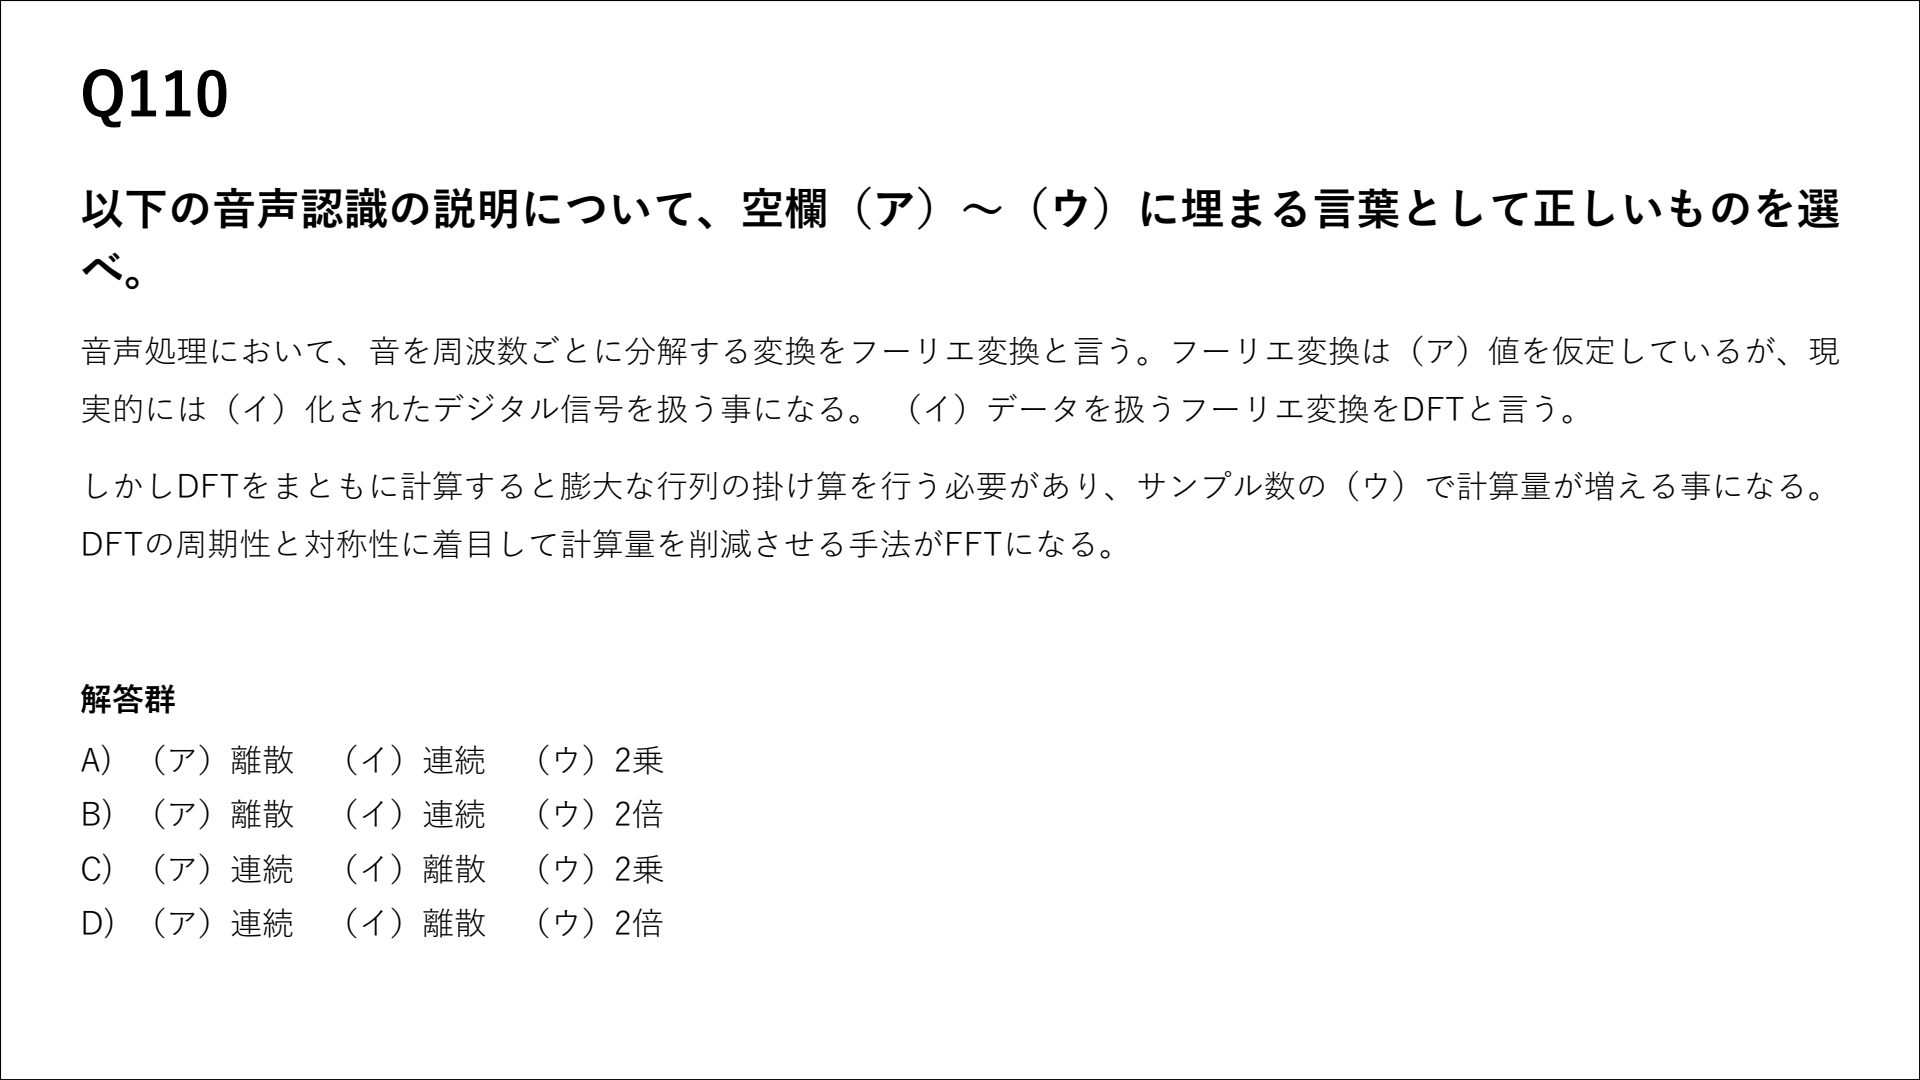 Q110
以下の音声認識の説明について、空欄（ア）～（ウ）に埋まる言葉として正しいものを選
べ。
音声処理において、音を周波数ごとに分解する変換をフーリエ変換と言う。フーリエ変換は（ア）値を仮定しているが、現
実的には（イ）化されたデジタル信号を扱う事になる。 （イ）データを扱うフーリエ変換をDFTと言う。
しかしDFTをまともに計算すると膨大な行列の掛け算を行う必要があり、サンプル数の（ウ）で計算量が増える事になる。
DFTの周期性と対称性に着目して計算量を削減させる手法がFFTになる。
解答群
A) （ア）離散 （イ）連続 （ウ）2乗
B) （ア）離散 （イ）連続 （ウ）2倍
C) （ア）連続 （イ）離散 （ウ）2乗
D) （ア）連続 （イ）離散 （ウ）2倍